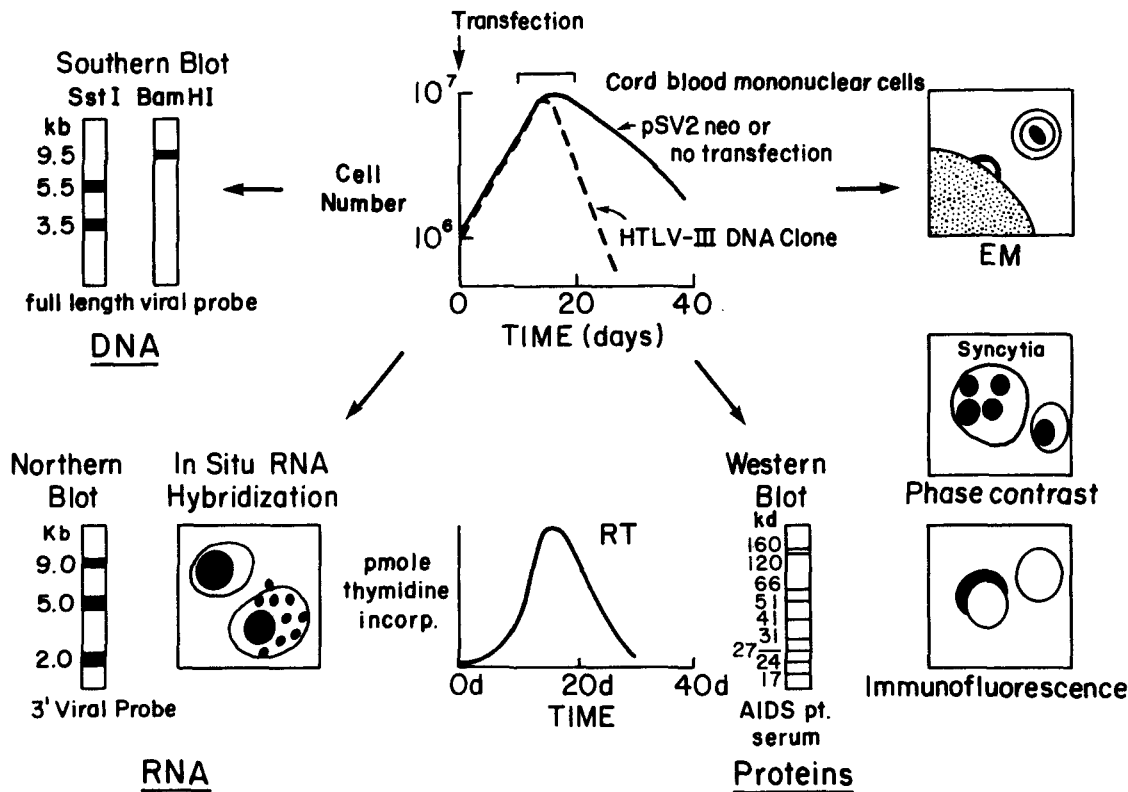 Transfection
Southern Blot
SstI BamHI
kb
9.5
5.5
3.5
full length viral probe
DNA
10⁷
10⁶
Cell
Number
Cord blood mononuclear cells
pSV2 neo or
no transfection
HTLV-III DNA Clone
0
20
40
TIME (days)
EM
Syncytia
Phase contrast
Northern
Blot
Kb
9.0
5.0
2.0
3' Viral Probe
In Situ RNA
Hybridization
RNA
pmole
thymidine
incorp.
RT
0d
20d
40d
TIME
Western
Blot
kd
160
120
66
51
41
31
27
24
17
AIDS pt.
serum
Proteins
Immunofluorescence